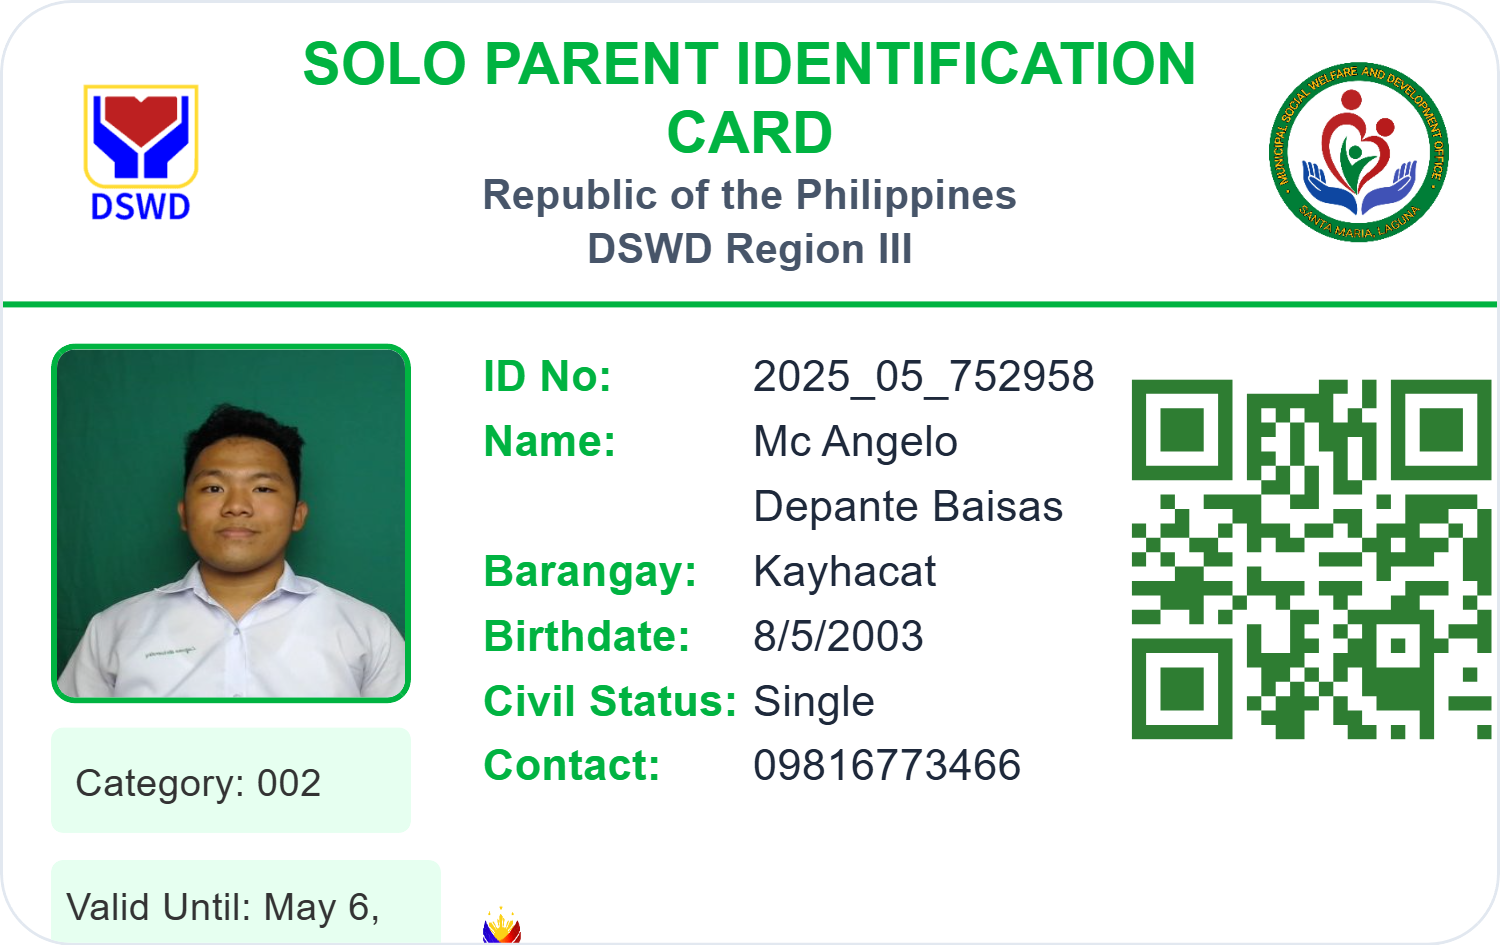 SOLO PARENT IDENTIFICATION
CARD
Republic of the Philippines
DSWD Region III
DSWD
MUNICIPAL SOCIAL WELFARE AND DEVELOPMENT OFFICE
SANTA MARIA, LAGUNA
ID No: 2025_05_752958
Name: Mc Angelo
Depante Baisas
Barangay: Kayhacat
Birthdate: 8/5/2003
Civil Status: Single
Contact: 09816773466
Category: 002
Valid Until: May 6,